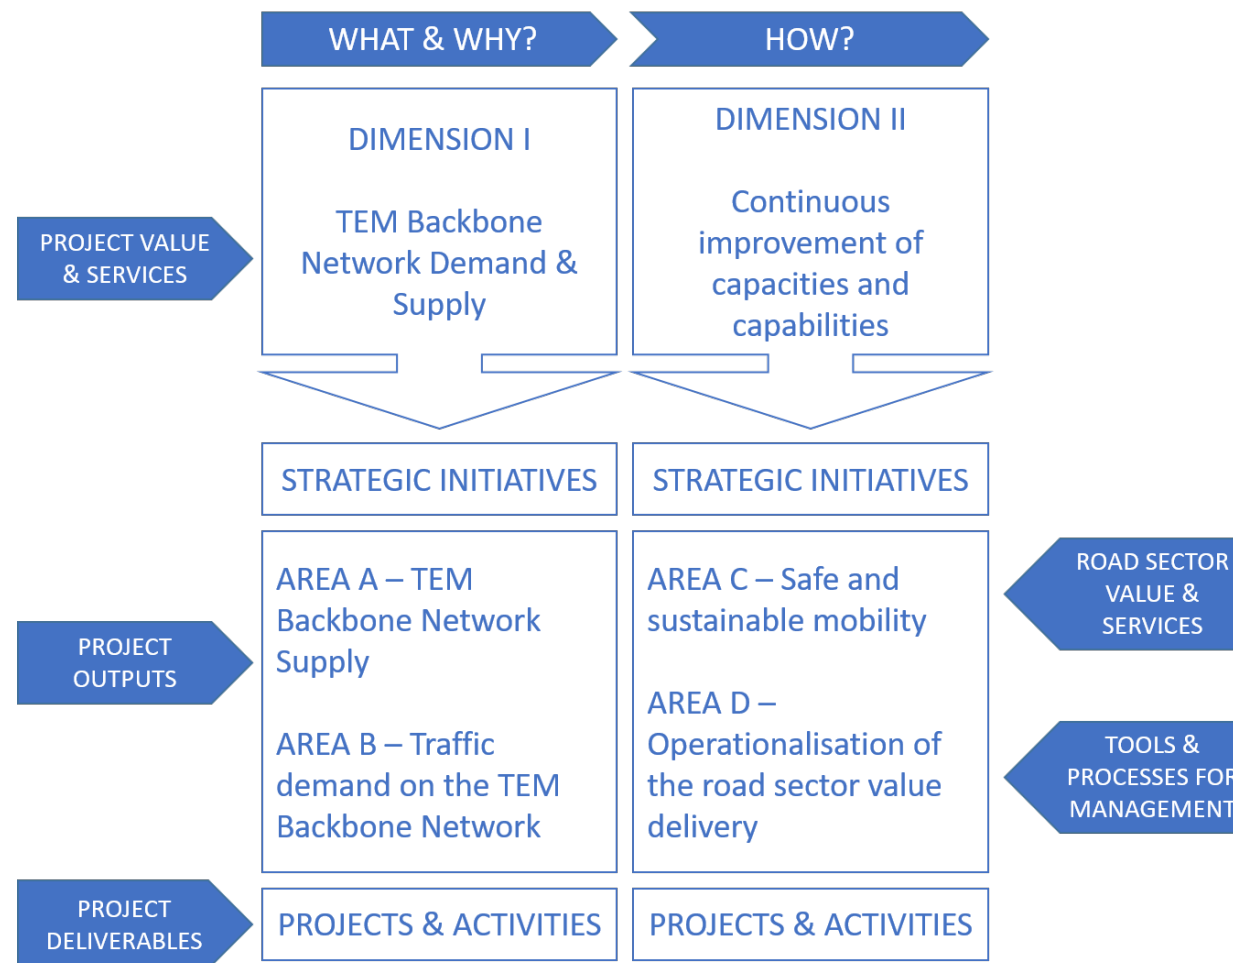 WHAT & WHY?
HOW?
DIMENSION I
TEM Backbone
Network Demand &
Supply
DIMENSION II
Continuous
improvement of
capacities and
capabilities
PROJECT VALUE
& SERVICES
STRATEGIC INITIATIVES
STRATEGIC INITIATIVES
PROJECT
OUTPUTS
AREA A – TEM
Backbone Network
Supply
AREA B – Traffic
demand on the TEM
Backbone Network
AREA C – Safe and
sustainable mobility
AREA D –
Operationalisation of
the road sector value
delivery
ROAD SECTOR
VALUE &
SERVICES
TOOLS &
PROCESSES FOR
MANAGEMENT
PROJECT
DELIVERABLES
PROJECTS & ACTIVITIES
PROJECTS & ACTIVITIES